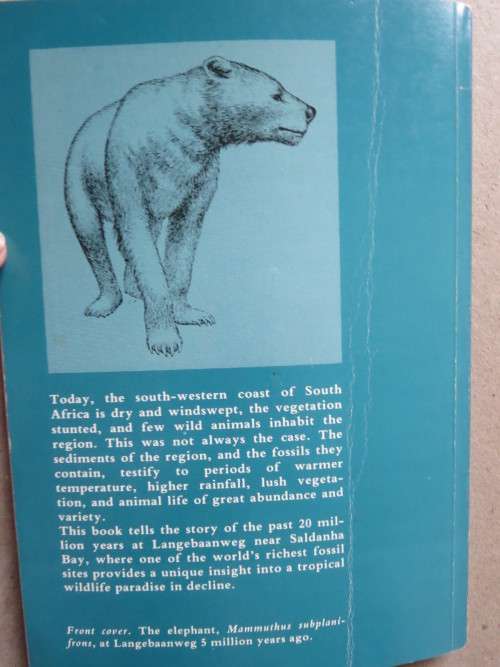 Today, the south-western coast of South
Africa is dry and windswept, the vegetation
stunted, and few wild animals inhabit the
region. This was not always the case. The
sediments of the region, and the fossils they
contain, testify to periods of warmer
temperature, higher rainfall, lush vegeta-
tion, and animal life of great abundance and
variety.
This book tells the story of the past 20 mil-
lion years at Langebaanweg near Saldanha
Bay, where one of the world's richest fossil
sites provides a unique insight into a tropical
wildlife paradise in decline.
Front cover. The elephant, Mammuthus subplani-
frons, at Langebaanweg 5 million years ago.